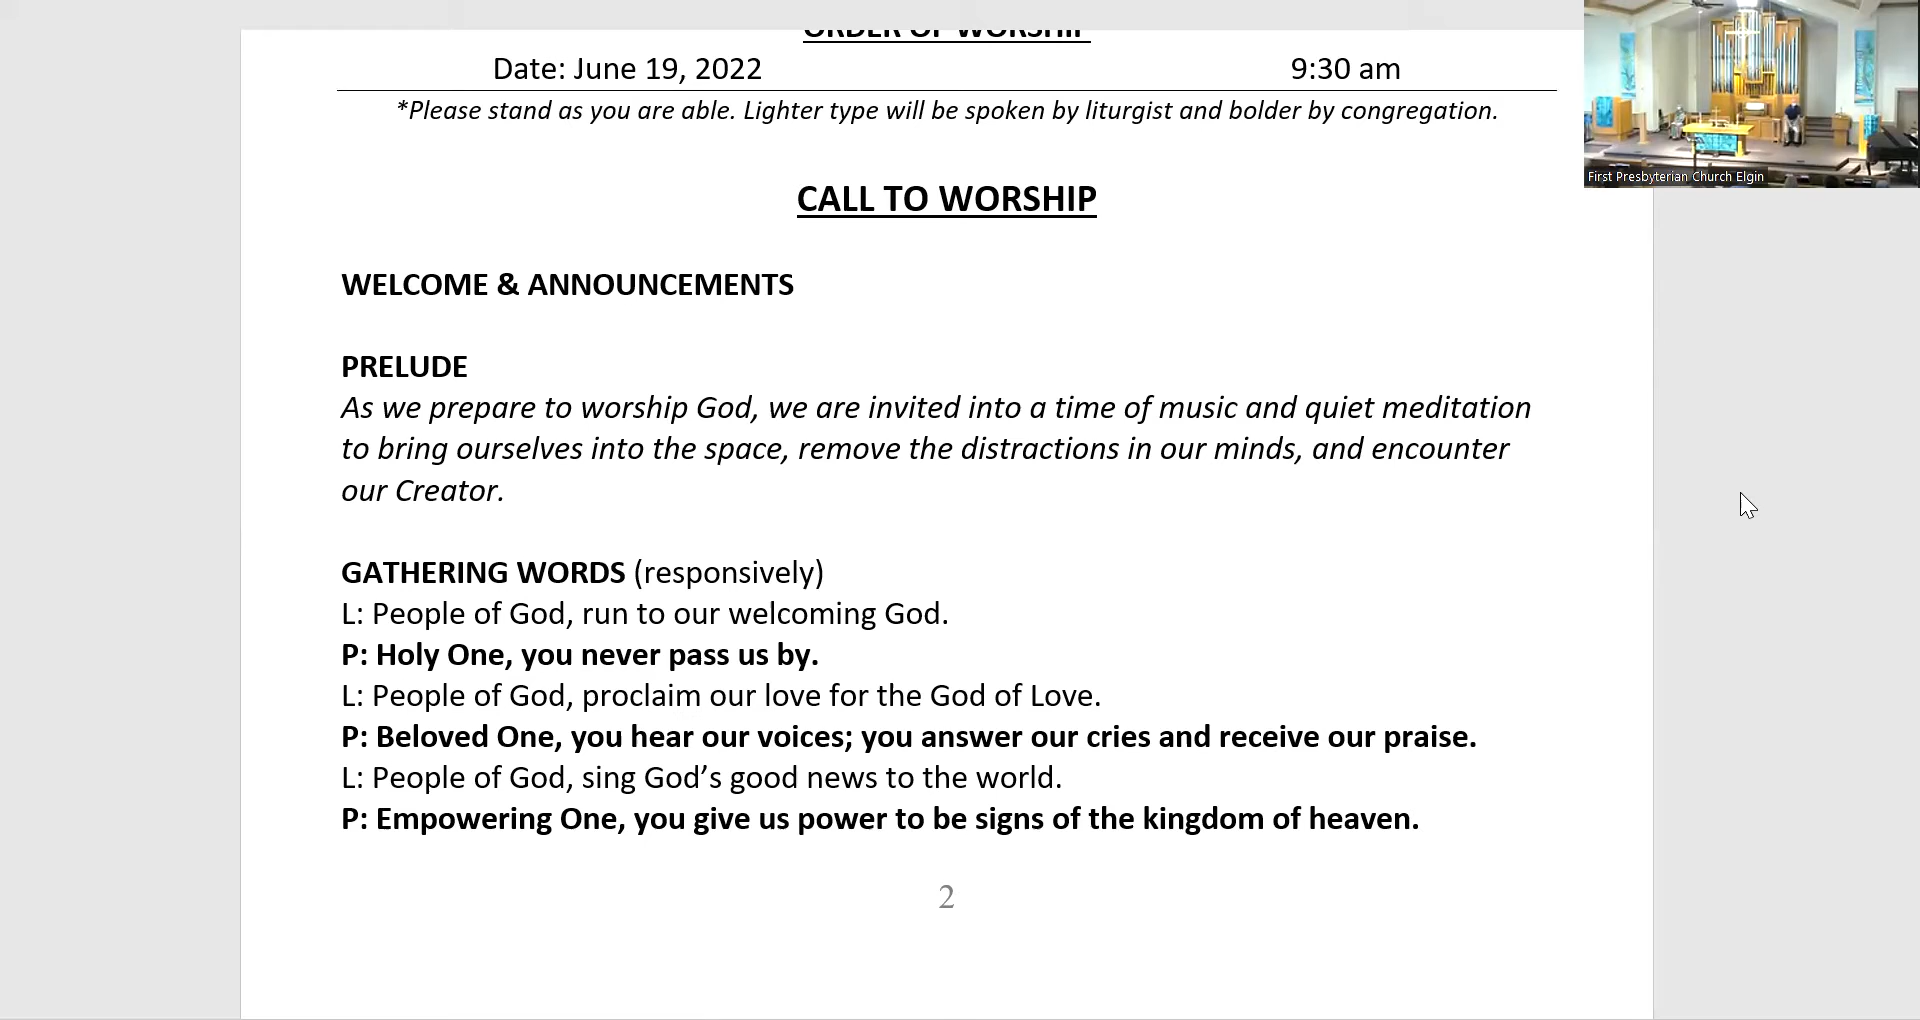 ORDER OF WORSHIP
Date: June 19, 2022 9:30 am
*Please stand as you are able. Lighter type will be spoken by liturgist and bolder by congregation.
First Presbyterian Church Elgin
CALL TO WORSHIP
WELCOME & ANNOUNCEMENTS
PRELUDE
As we prepare to worship God, we are invited into a time of music and quiet meditation
to bring ourselves into the space, remove the distractions in our minds, and encounter
our Creator.
GATHERING WORDS (responsively)
L: People of God, run to our welcoming God.
P: Holy One, you never pass us by.
L: People of God, proclaim our love for the God of Love.
P: Beloved One, you hear our voices; you answer our cries and receive our praise.
L: People of God, sing God’s good news to the world.
P: Empowering One, you give us power to be signs of the kingdom of heaven.
2